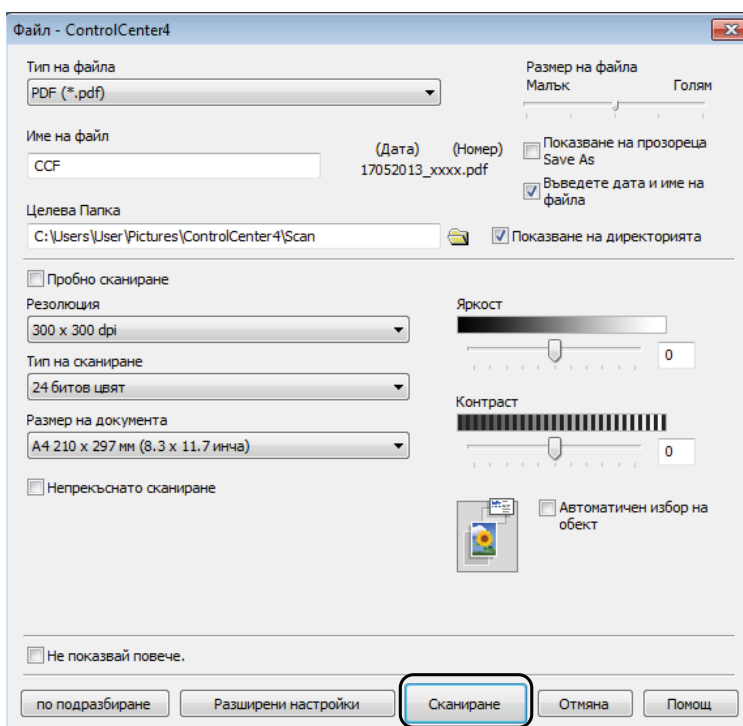 Файл - ControlCenter4
Тип на файла
PDF (*.pdf)
Размер на файла
Малък Голям
Име на файл
CCF
(Дата) (Номер)
17052013_xxxx.pdf
Показване на прозореца
Save As
Въведете дата и име на
файла
Целева Папка
C:\Users\User\Pictures\ControlCenter4\Scan
Показване на директорията
Пробно сканиране
Резолюция
300 x 300 dpi
Тип на сканиране
24 битов цвят
Размер на документа
A4 210 x 297 мм (8.3 x 11.7 инча)
Непрекъснато сканиране
Яркост
0
Контраст
0
Автоматичен избор на
обект
Не показвай повече.
по подразбиране Разширени настройки Сканиране Отмяна Помощ